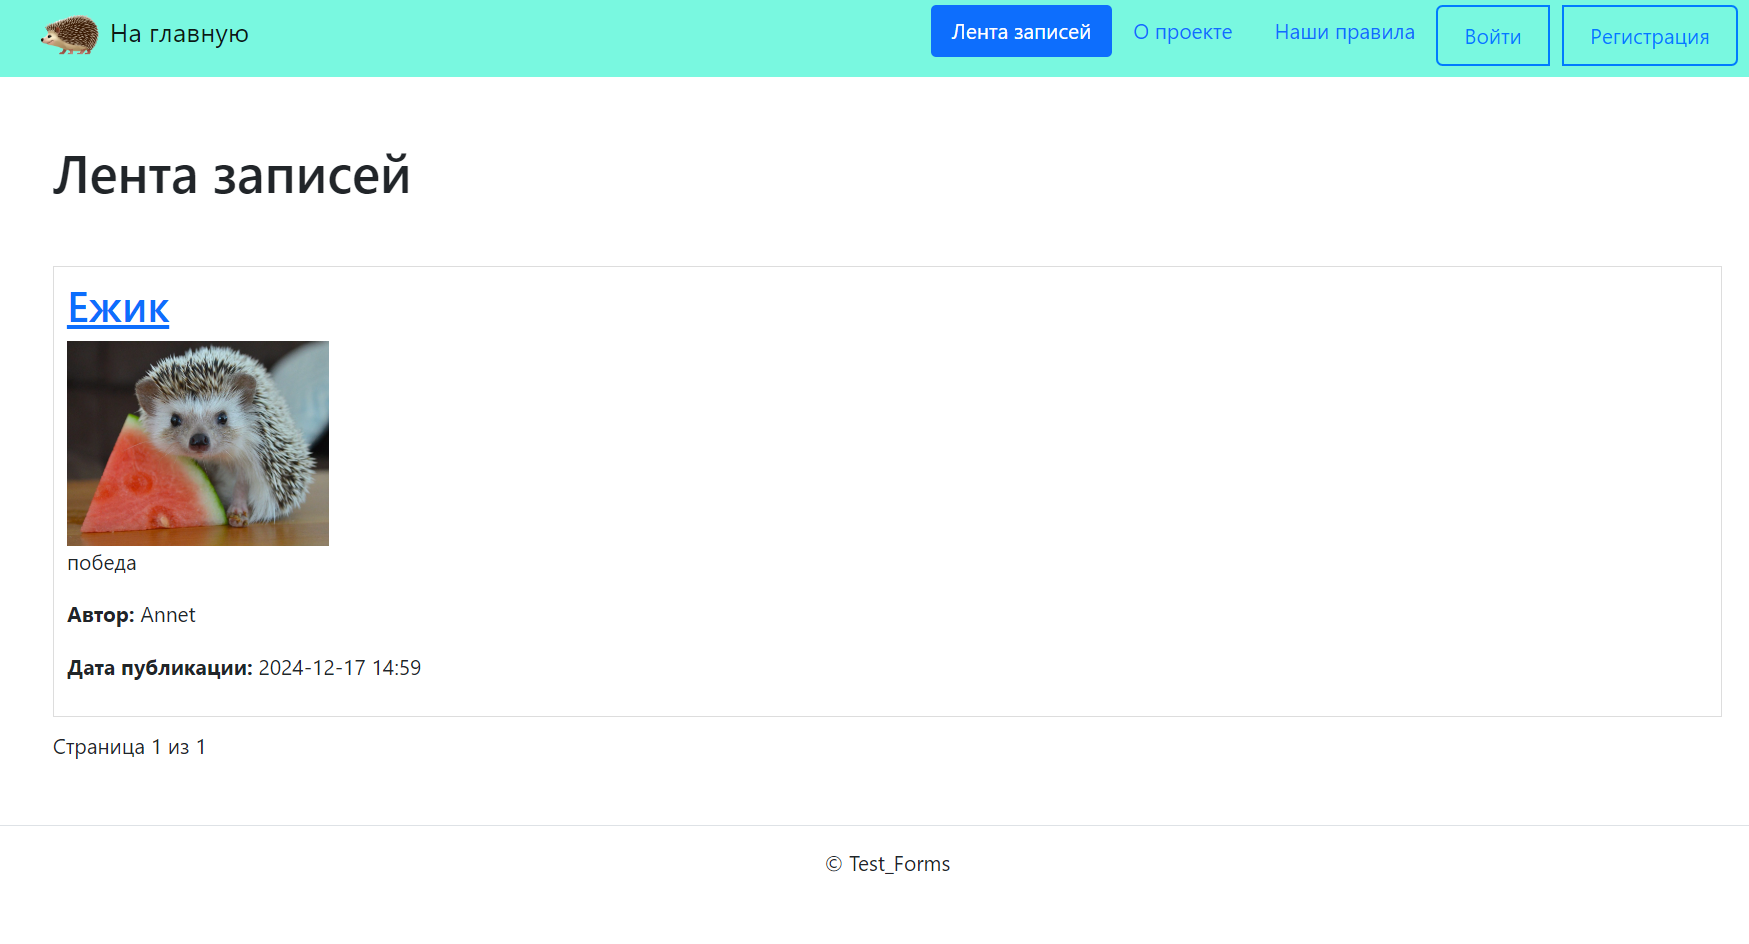 На главную
Лента записей
О проекте
Наши правила
Войти
Регистрация
Лента записей
Ежик
победа
Автор: Annet
Дата публикации: 2024-12-17 14:59
Страница 1 из 1
© Test_Forms